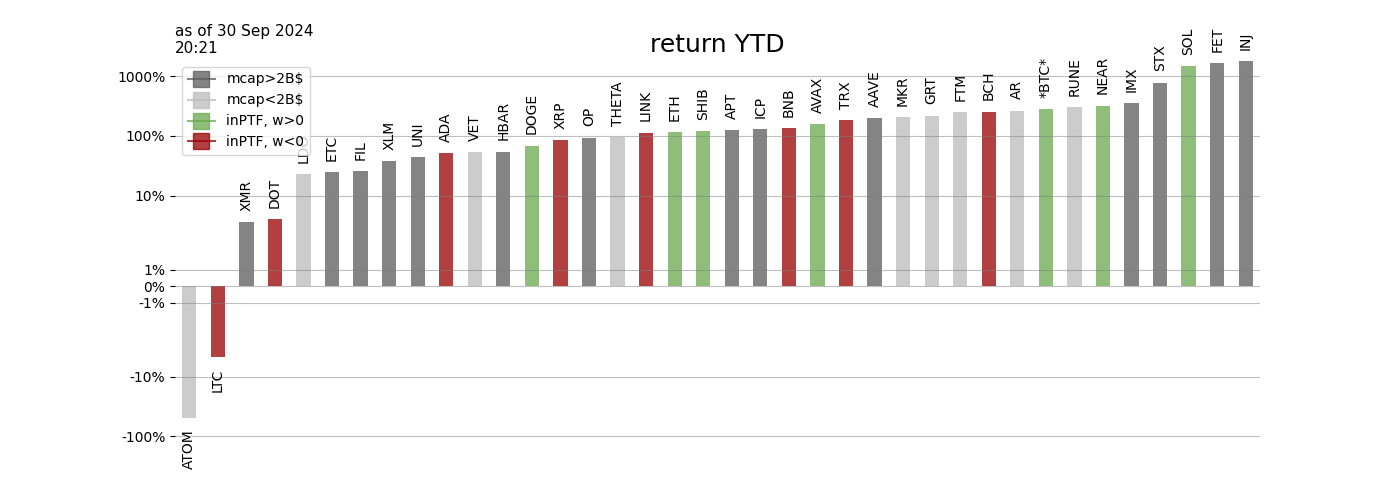 as of 30 Sep 2024
20:21
return YTD
mcap>2B$
mcap<2B$
inPTF, w>0
inPTF, w<0
1000%
100%
10%
1%
0%
-1%
-10%
-100%
ATOM
LTC
XMR
DOT
ETC
FIL
XLM
UNI
ADA
VET
HBAR
DOGE
XRP
OP
THETA
LINK
ETH
SHIB
APT
ICP
BNB
AVAX
TRX
AAVE
MKR
GRT
FTM
BCH
AR
*BTC*
RUNE
NEAR
IMX
STX
SOL
FET
INJ